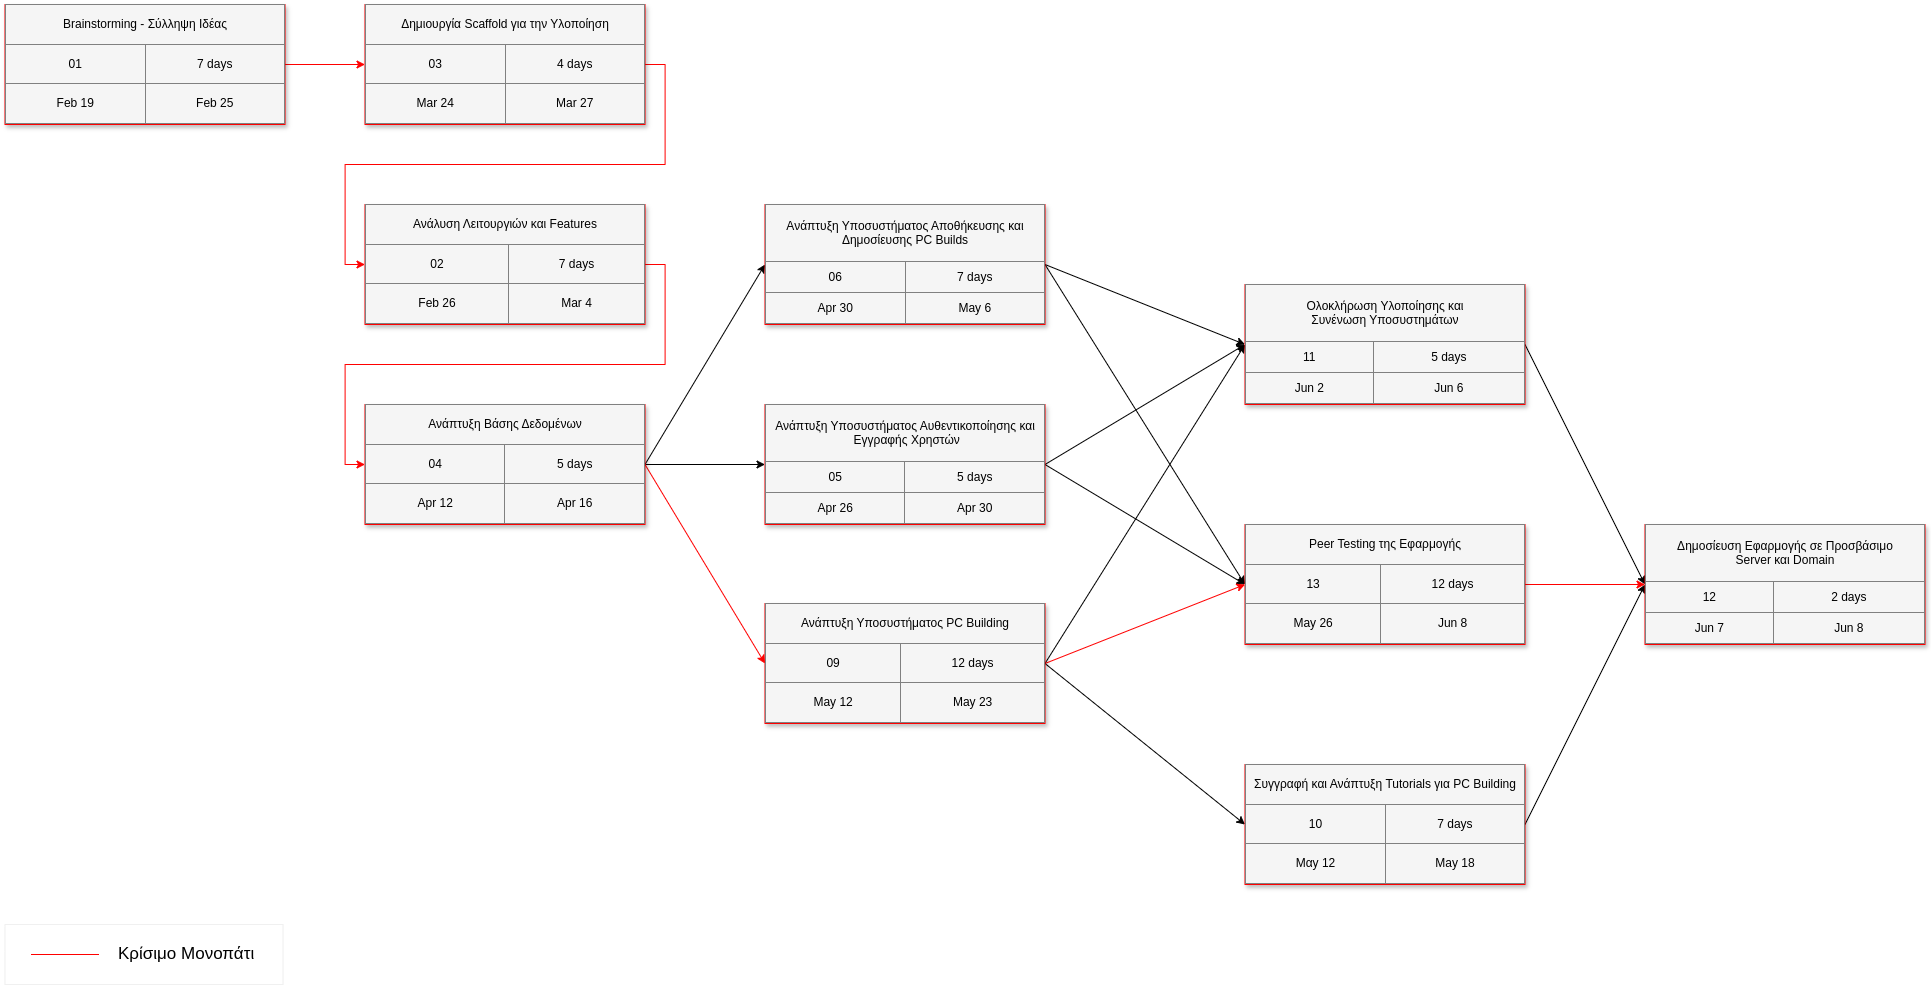 Brainstorming - Σύλληψη Ιδέας
01 7 days
Feb 19 Feb 25
Δημιουργία Scaffold για την Υλοποίηση
03 4 days
Mar 24 Mar 27
Ανάλυση Λειτουργιών και Features
02 7 days
Feb 26 Mar 4
Ανάπτυξη Βάσης Δεδομένων
04 5 days
Apr 12 Apr 16
Ανάπτυξη Υποσυστήματος Αποθήκευσης και
Δημοσίευσης PC Builds
06 7 days
Apr 30 May 6
Ανάπτυξη Υποσυστήματος Αυθεντικοποίησης και
Εγγραφής Χρηστών
05 5 days
Apr 26 Apr 30
Ανάπτυξη Υποσυστήματος PC Building
09 12 days
May 12 May 23
Ολοκλήρωση Υλοποίησης και
Συνένωση Υποσυστημάτων
11 5 days
Jun 2 Jun 6
Peer Testing της Εφαρμογής
13 12 days
May 26 Jun 8
Συγγραφή και Ανάπτυξη Tutorials για PC Building
10 7 days
May 12 May 18
Δημοσίευση Εφαρμογής σε Προσβάσιμο
Server και Domain
12 2 days
Jun 7 Jun 8
Κρίσιμο Μονοπάτι